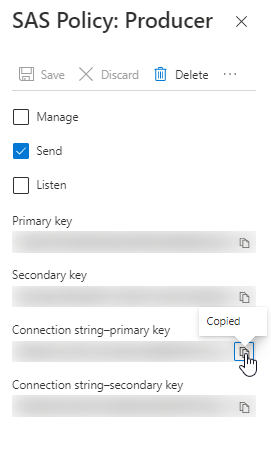 SAS Policy: Producer
Save Discard Delete ...
Manage
Send
Listen
Primary key
Secondary key
Copied
Connection string–primary key
Connection string–secondary key